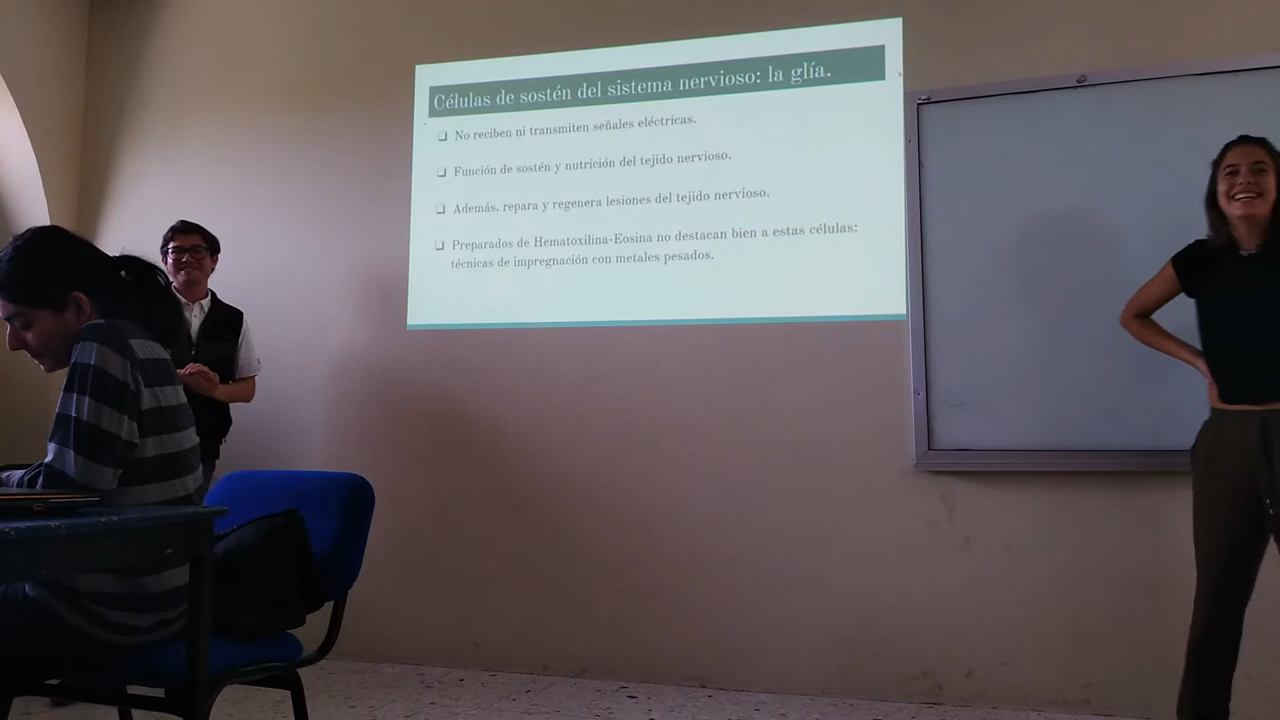 Células de sostén del sistema nervioso: la glía.
❑ No reciben ni transmiten señales eléctricas.
❑ Función de sostén y nutrición del tejido nervioso.
❑ Además, repara y regenera lesiones del tejido nervioso.
❑ Preparados de Hematoxilina-Eosina no destacan bien a estas células:
técnicas de impregnación con metales pesados.